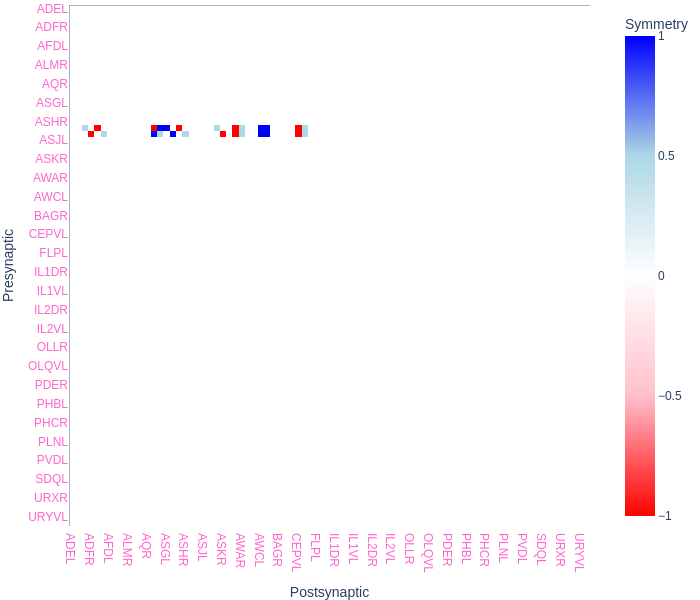 Symmetry
1
0.5
0
−0.5
−1
Presynaptic
ADEL
ADFR
AFDL
ALMR
AQR
ASGL
ASHR
ASJL
ASKR
AWAR
AWCL
BAGR
CEPVL
FLPL
IL1DR
IL1VL
IL2DR
IL2VL
OLLR
OLQVL
PDER
PHBL
PHCR
PLNL
PVDL
SDQL
URXR
URYVL
ADEL
ADFR
AFDL
ALMR
AQR
ASGL
ASHR
ASJL
ASKR
AWAR
AWCL
BAGR
CEPVL
FLPL
IL1DR
IL1VL
IL2DR
IL2VL
OLLR
OLQVL
PDER
PHBL
PHCR
PLNL
PVDL
SDQL
URXR
URYVL
Postsynaptic